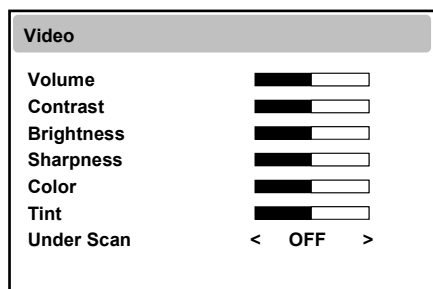 Video
Volume
Contrast
Brightness
Sharpness
Color
Tint
Under Scan < OFF >